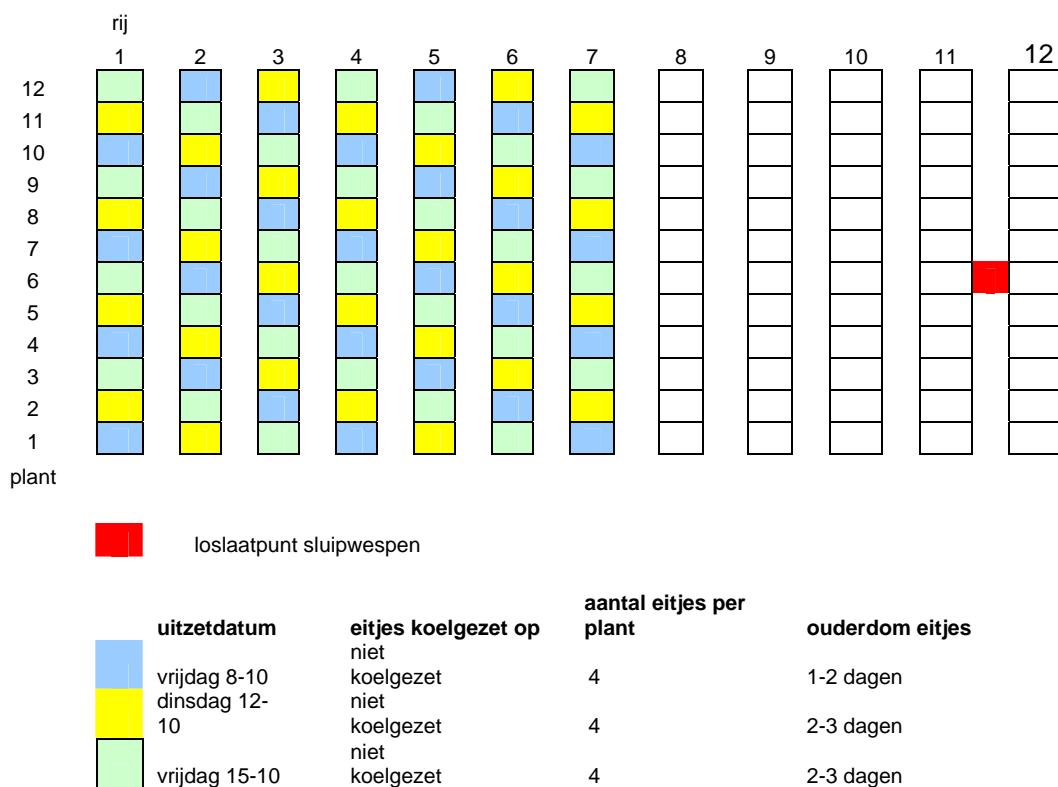 rij
1 2 3 4 5 6 7 8 9 10 11 12
12
11
10
9
8
7
6
5
4
3
2
1
plant
loslaatpunt sluipwespen
aantal eitjes per
uitzetdatum eitjes koelgezet op plant ouderdom eitjes
niet
vrijdag 8-10 koelgezet 4 1-2 dagen
dinsdag 12- niet
10 koelgezet 4 2-3 dagen
niet
vrijdag 15-10 koelgezet 4 2-3 dagen